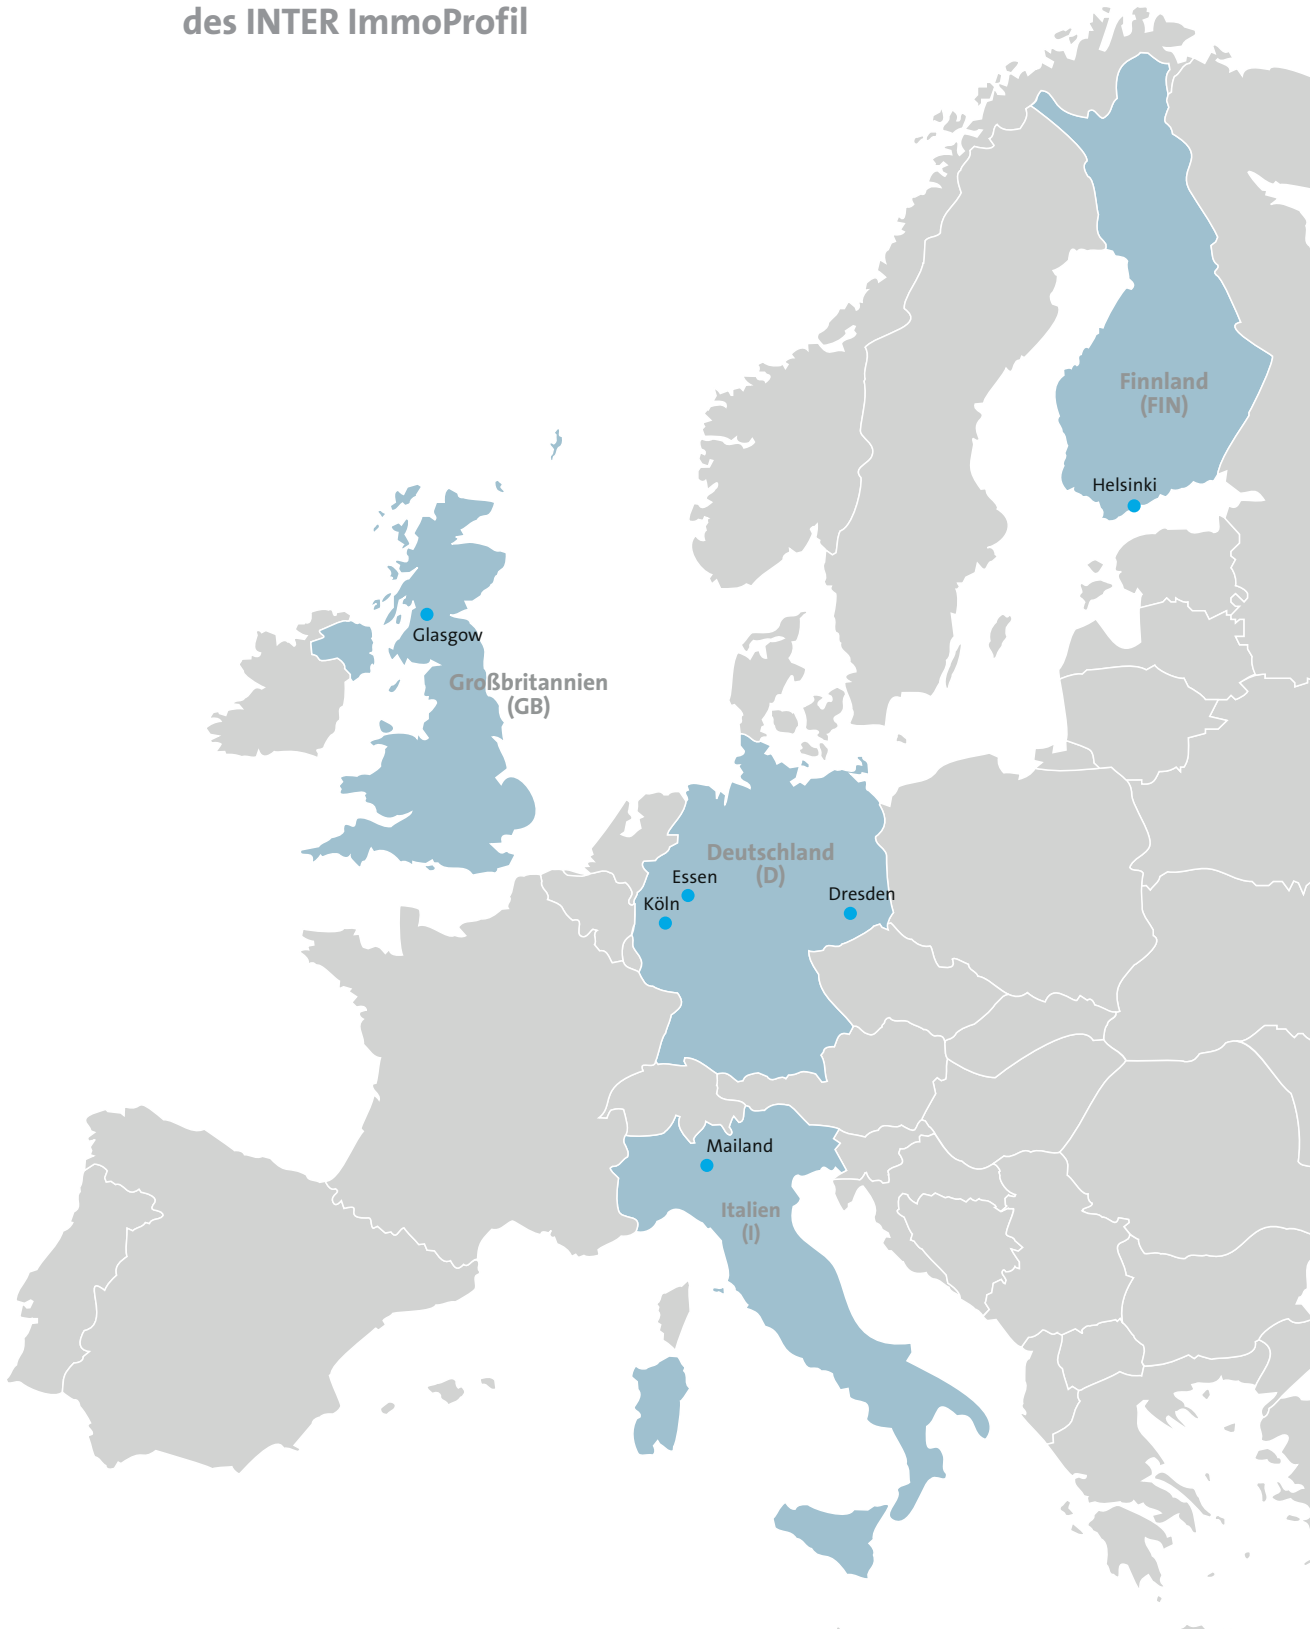 des INTER ImmoProfil
Finnland
(FIN)
Helsinki
Glasgow
Großbritannien
(GB)
Deutschland
(D)
Essen
Köln
Dresden
Mailand
Italien
(I)